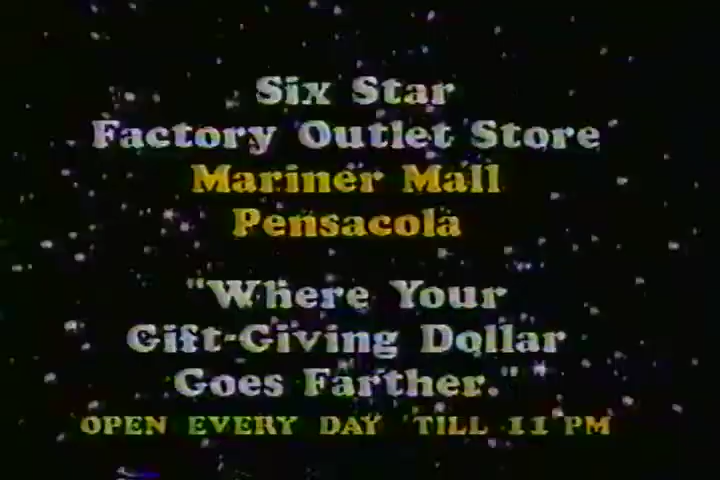 Six Star
Factory Outlet Store
Mariner Mall
Pensacola
"Where Your
Gift-Giving Dollar
Goes Farther."
OPEN EVERY DAY 'TILL 11 PM